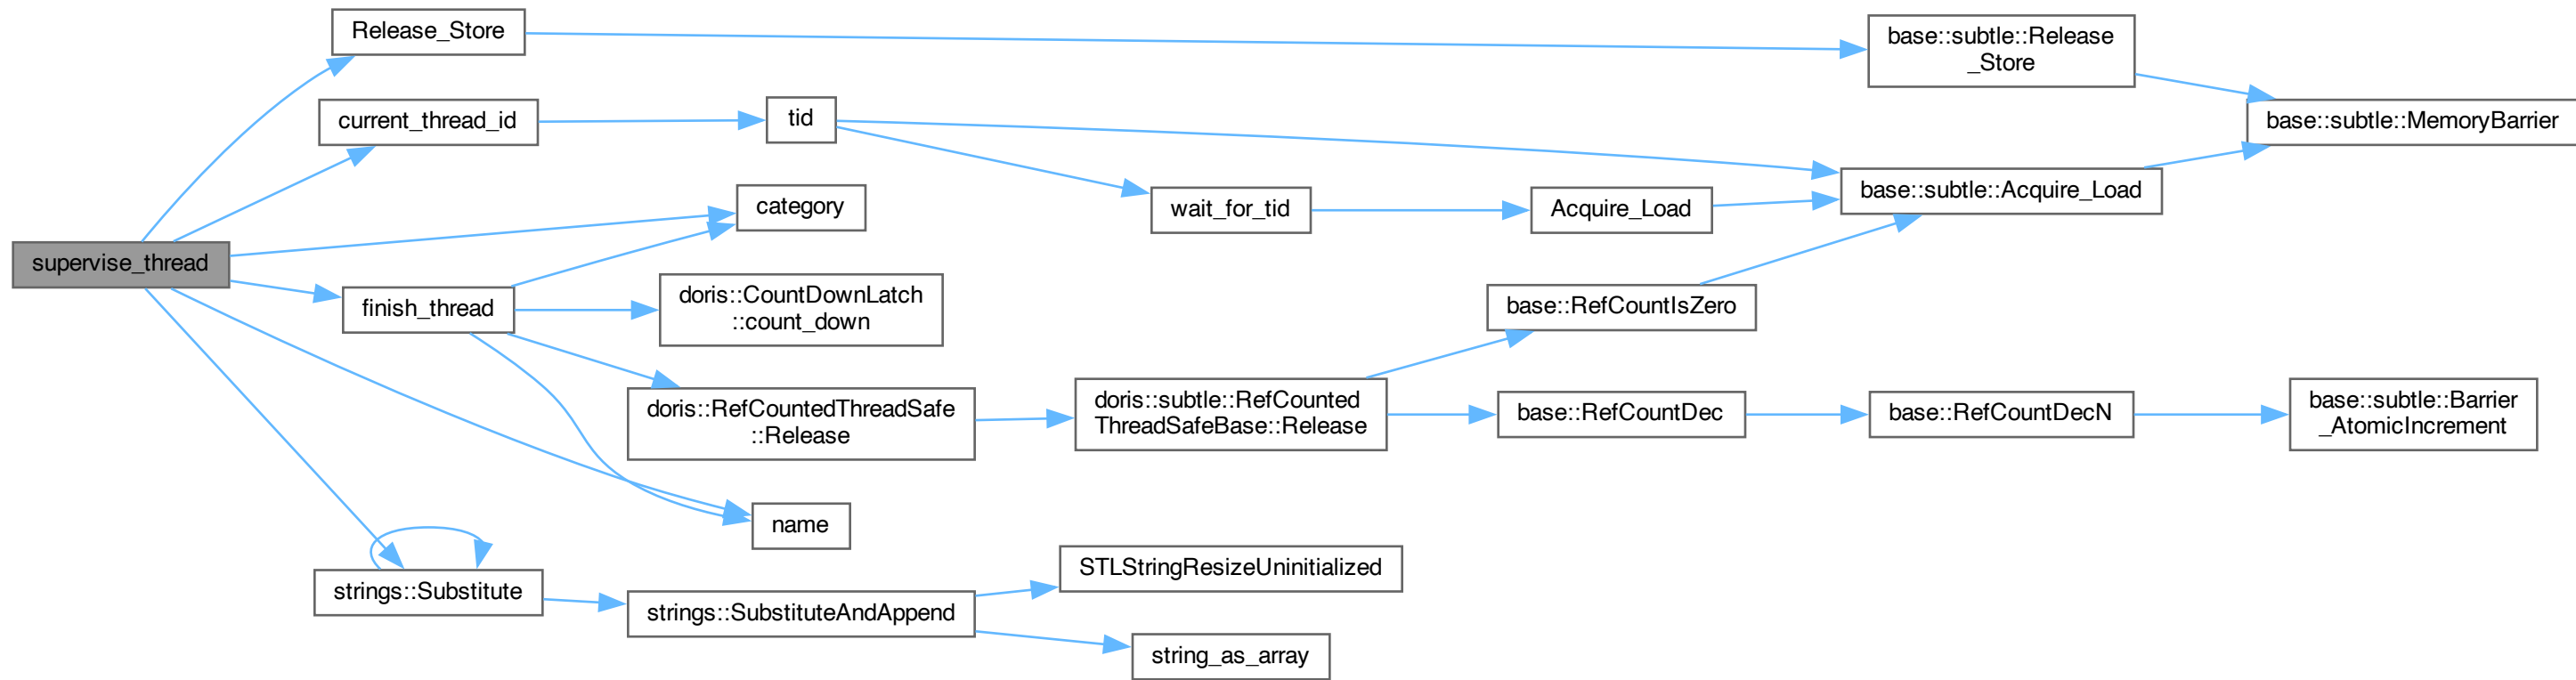 supervise_thread
Release_Store
base::subtle::Release
_Store
base::subtle::MemoryBarrier
current_thread_id
tid
base::subtle::Acquire_Load
wait_for_tid
Acquire_Load
category
finish_thread
doris::CountDownLatch
::count_down
doris::RefCountedThreadSafe
::Release
doris::subtle::RefCounted
ThreadSafeBase::Release
base::RefCountIsZero
base::RefCountDec
base::RefCountDecN
base::subtle::Barrier
_AtomicIncrement
name
strings::Substitute
strings::SubstituteAndAppend
STLStringResizeUninitialized
string_as_array